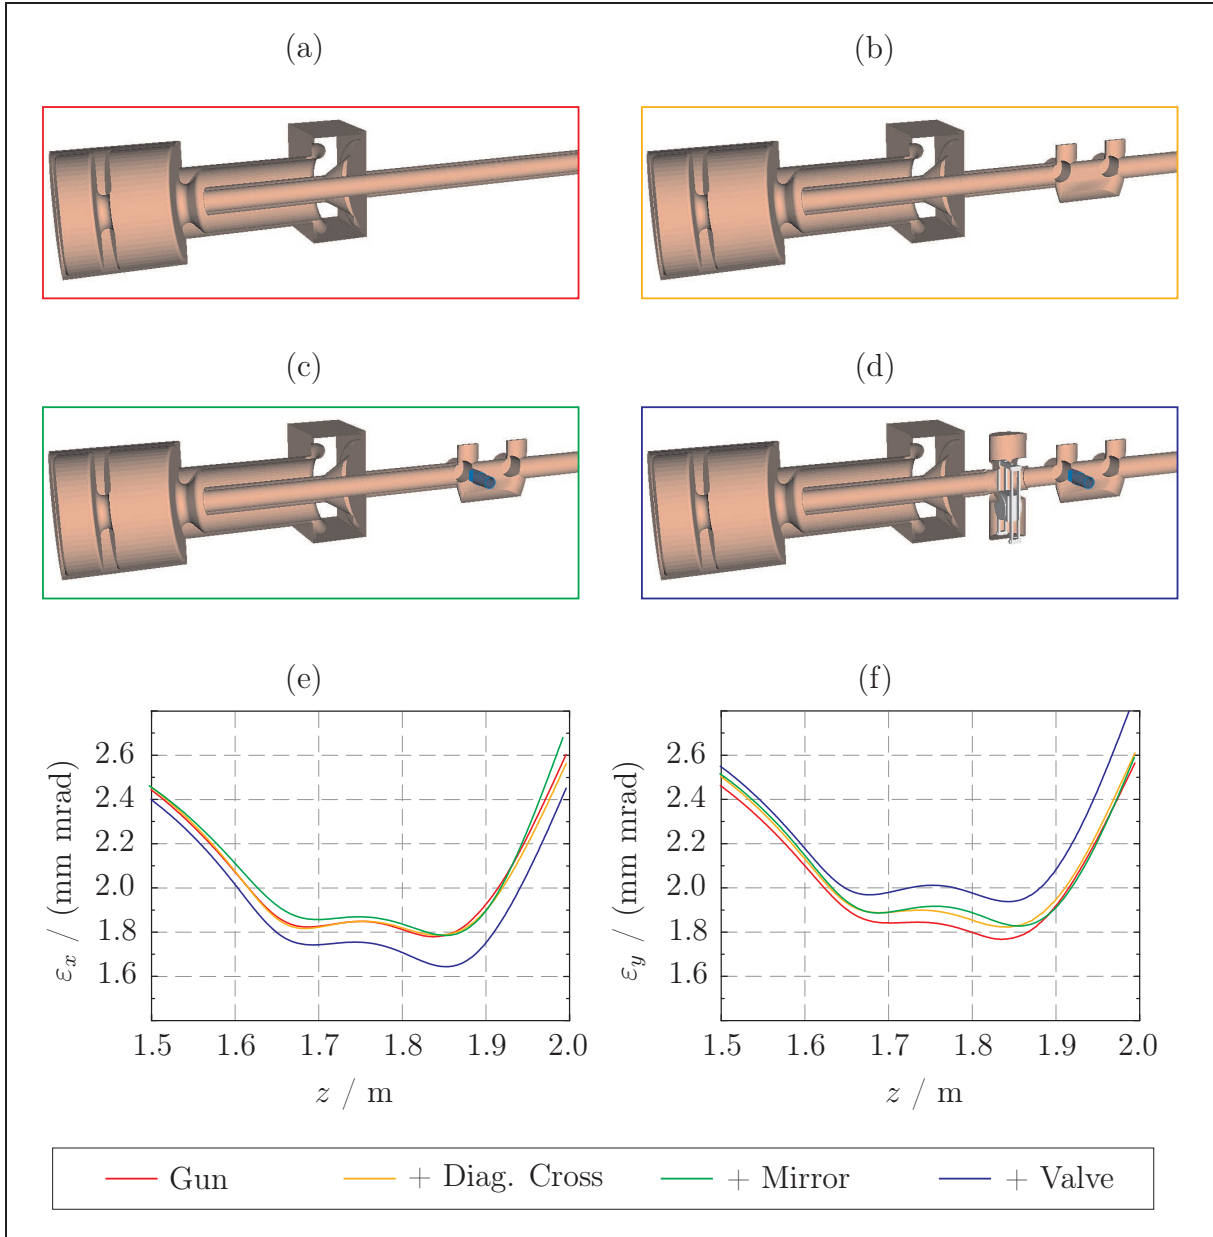 (a)
(b)
(c)
(d)
(e)
(f)
2.6
2.4
2.2
2.0
1.8
1.6
εx / (mm mrad)
1.5 1.6 1.7 1.8 1.9 2.0
z / m
2.6
2.4
2.2
2.0
1.8
1.6
εy / (mm mrad)
1.5 1.6 1.7 1.8 1.9 2.0
z / m
Gun + Diag. Cross + Mirror + Valve